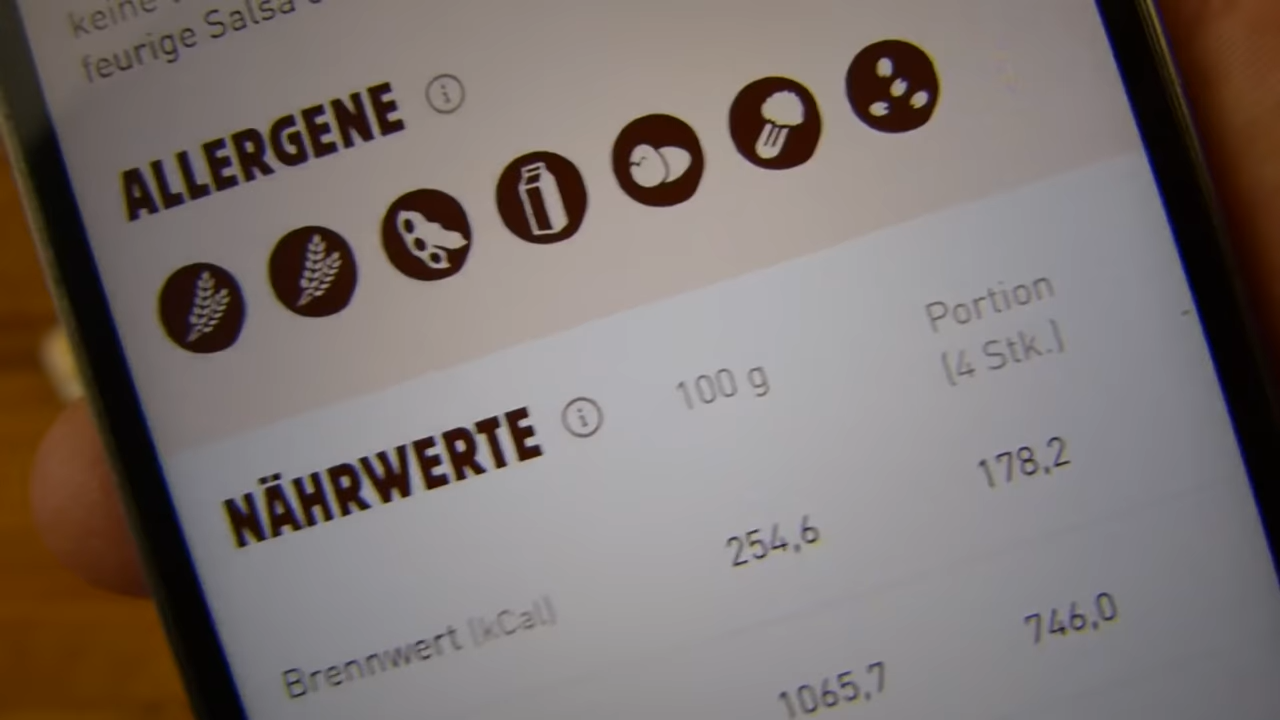 keine
feurige Salsa
ALLERGENE
NÄHRWERTE 100 g Portion
(4 Stk.)
Brennwert (kCal) 254,6 178,2
1065,7 746,0